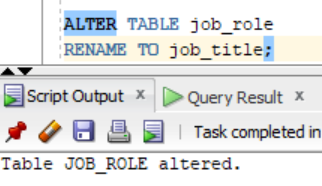 ALTER TABLE job_role
RENAME TO job_title;
Script Output x Query Result x
Task completed in
Table JOB_ROLE altered.